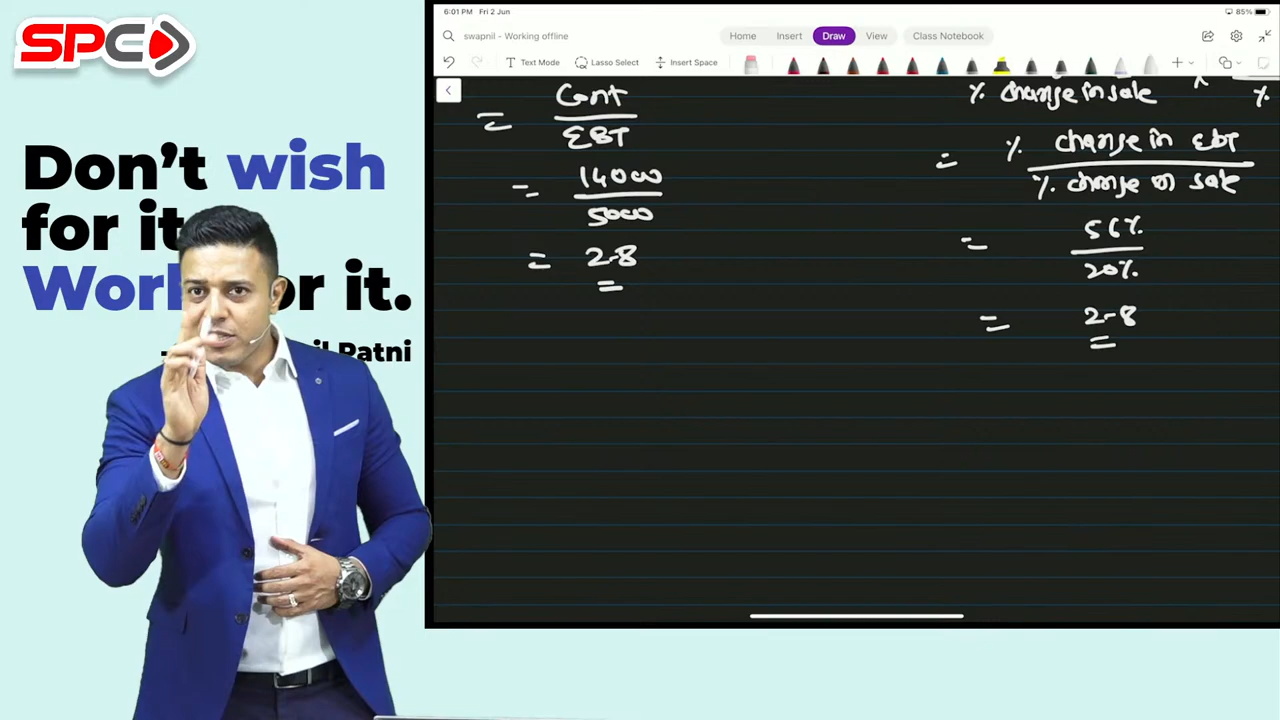 SPC
Don't wish
for it.
Work for it.
Patni
6:01 PM Fri 2 Jun
85%
swapnil - Working offline
Home Insert Draw View Class Notebook
Text Mode Lasso Select Insert Space
= Cont
EBT
= 14000
5000
= 2.8
% change in sale × %
= % change in Ebt
% change in sale
= 56%
20%
= 2.8